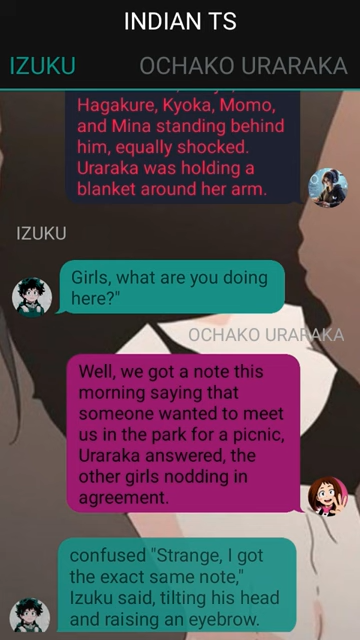 INDIAN TS
IZUKU OCHAKO URARAKA
Hagakure, Kyoka, Momo,
and Mina standing behind
him, equally shocked.
Uraraka was holding a
blanket around her arm.
IZUKU
Girls, what are you doing
here?"
OCHAKO URARAKA
Well, we got a note this
morning saying that
someone wanted to meet
us in the park for a picnic,
Uraraka answered, the
other girls nodding in
agreement.
confused "Strange, I got
the exact same note,"
Izuku said, tilting his head
and raising an eyebrow.